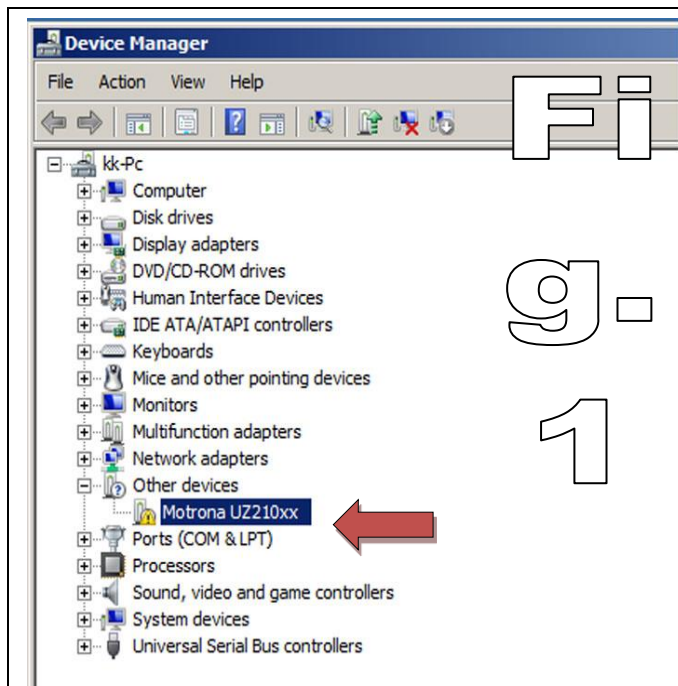 Device Manager
File Action View Help
Fi
g.
1
kk-Pc
Computer
Disk drives
Display adapters
DVD/CD-ROM drives
Human Interface Devices
IDE ATA/ATAPI controllers
Keyboards
Mice and other pointing devices
Monitors
Multifunction adapters
Network adapters
Other devices
Motrona UZ210xx
Ports (COM & LPT)
Processors
Sound, video and game controllers
System devices
Universal Serial Bus controllers